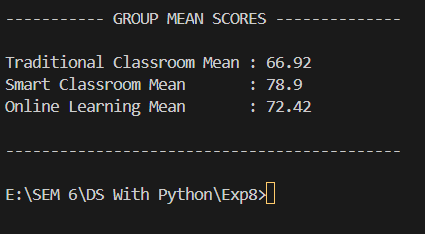 ----------- GROUP MEAN SCORES --------------
Traditional Classroom Mean : 66.92
Smart Classroom Mean       : 78.9
Online Learning Mean       : 72.42
--------------------------------------------
E:\SEM 6\DS With Python\Exp8>